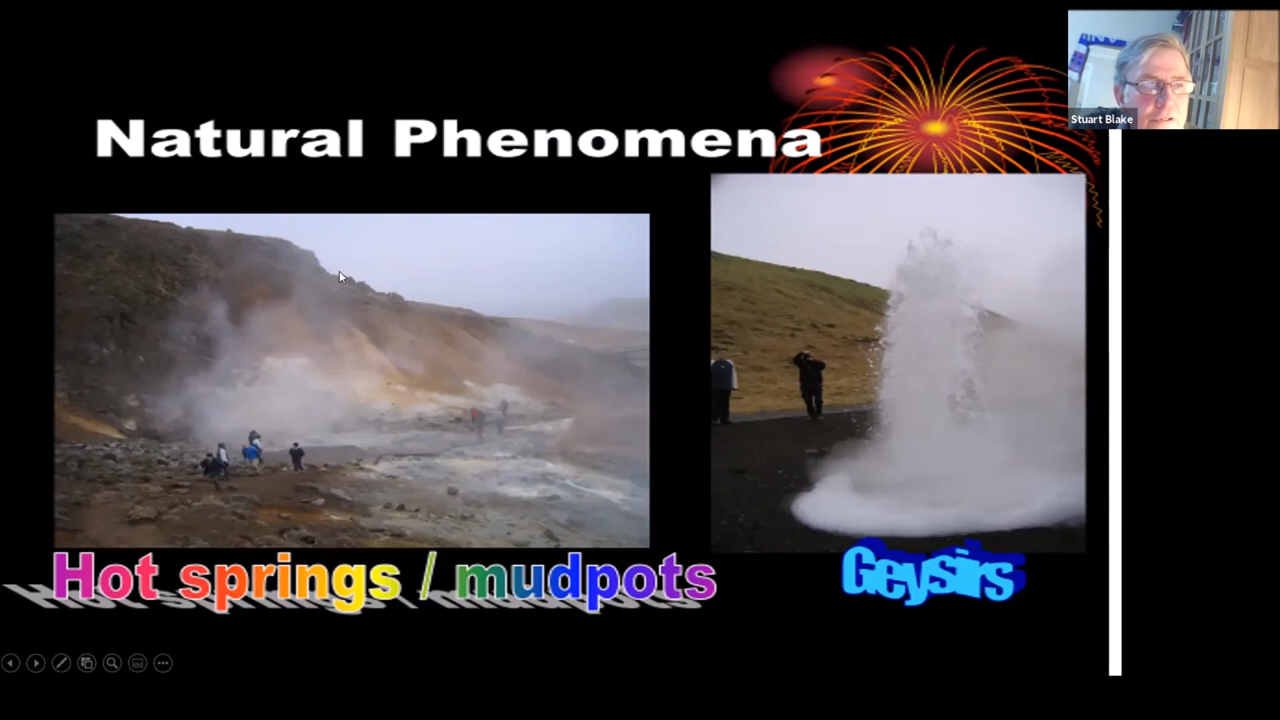 Stuart Blake
Natural Phenomena
Hot springs / mudpots
Geysirs